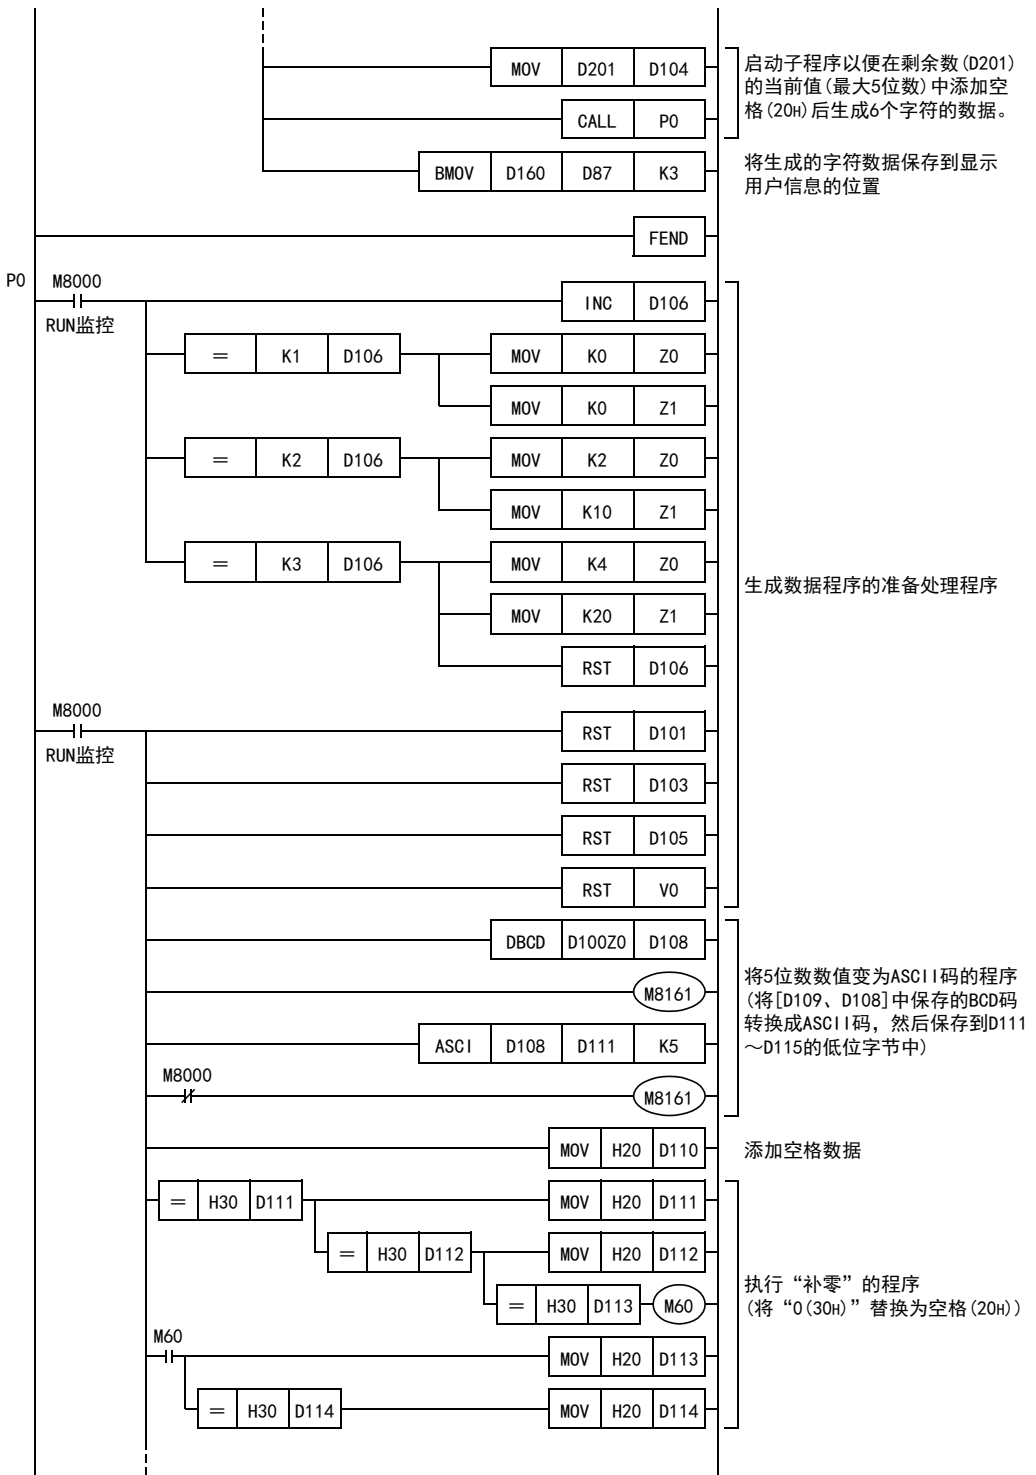 MOV D201 D104
启动子程序以便在剩余数(D201)
的当前值(最大5位数)中添加空
格(20H)后生成6个字符的数据。
CALL P0
BMOV D160 D87 K3
将生成的字符数据保存到显示
用户信息的位置
FEND
P0 M8000
RUN监控
INC D106
= K1 D106 MOV K0 Z0
MOV K0 Z1
= K2 D106 MOV K2 Z0
MOV K10 Z1
= K3 D106 MOV K4 Z0
生成数据程序的准备处理程序
MOV K20 Z1
RST D106
M8000
RUN监控
RST D101
RST D103
RST D105
RST V0
DBCD D100Z0 D108
将5位数数值变为ASCII码的程序
(将[D109、D108]中保存的BCD码
转换成ASCII码，然后保存到D111
～D115的低位字节中)
M8161
ASCI D108 D111 K5
M8000
M8161
MOV H20 D110
添加空格数据
= H30 D111 MOV H20 D111
= H30 D112 MOV H20 D112
= H30 D113 M60
执行“补零”的程序
(将“0(30H)”替换为空格(20H))
M60
MOV H20 D113
= H30 D114 MOV H20 D114